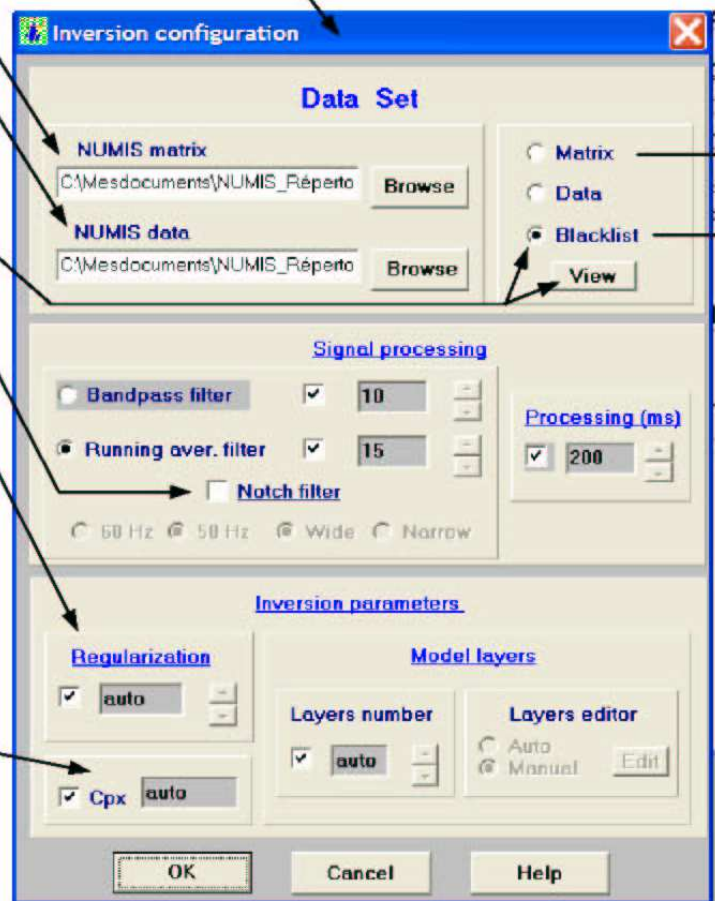 Inversion configuration
Data Set
NUMIS matrix
C:\Mesdocuments\NUMIS_Réperto
Browse
NUMIS data
C:\Mesdocuments\NUMIS_Réperto
Browse
Matrix
Data
Blacklist
View
Signal processing
Bandpass filter 10
Running aver. filter 15
Notch filter
60 Hz 50 Hz Wide Narrow
Processing (ms)
200
Inversion parameters
Regularization
auto
Cpx auto
Model layers
Layers number
auto
Layers editor
Auto
Manual
Edit
OK Cancel Help